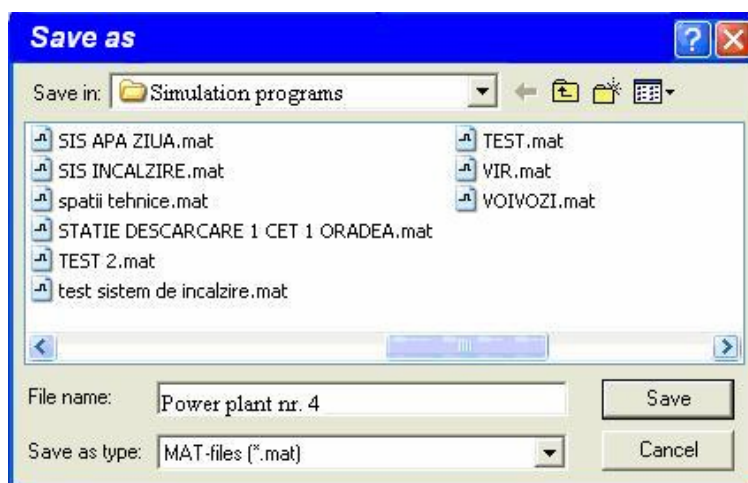 Save as
Save in: Simulation programs
SIS APA ZIUA.mat
SIS INCALZIRE.mat
spatii tehnice.mat
STATIE DESCARCARE 1 CET 1 ORADEA.mat
TEST 2.mat
test sistem de incalzire.mat
TEST.mat
VIR.mat
VOIVOZI.mat
File name: Power plant nr. 4 Save
Save as type: MAT-files (*.mat) Cancel